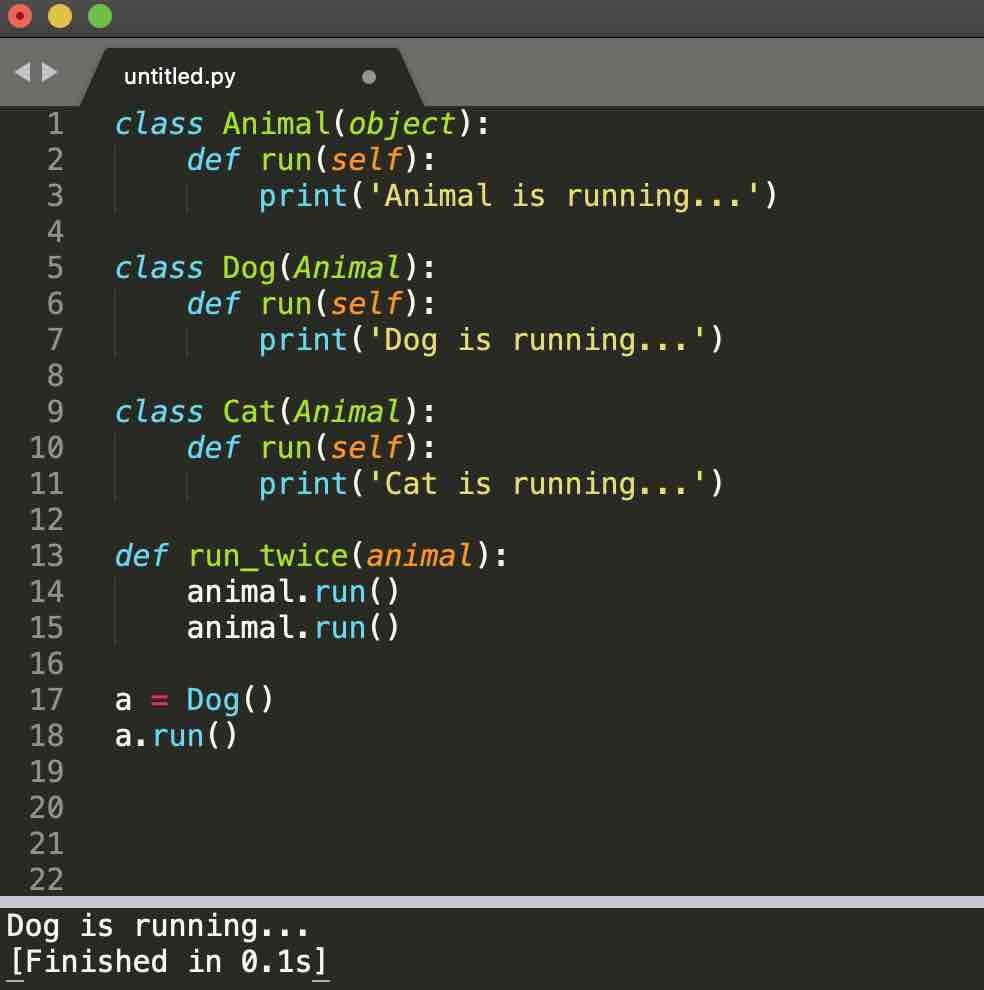 untitled.py
1 class Animal(object):
2     def run(self):
3         print('Animal is running...')
4
5 class Dog(Animal):
6     def run(self):
7         print('Dog is running...')
8
9 class Cat(Animal):
10     def run(self):
11         print('Cat is running...')
12
13 def run_twice(animal):
14     animal.run()
15     animal.run()
16
17 a = Dog()
18 a.run()
19
20
21
22
Dog is running...
[Finished in 0.1s]